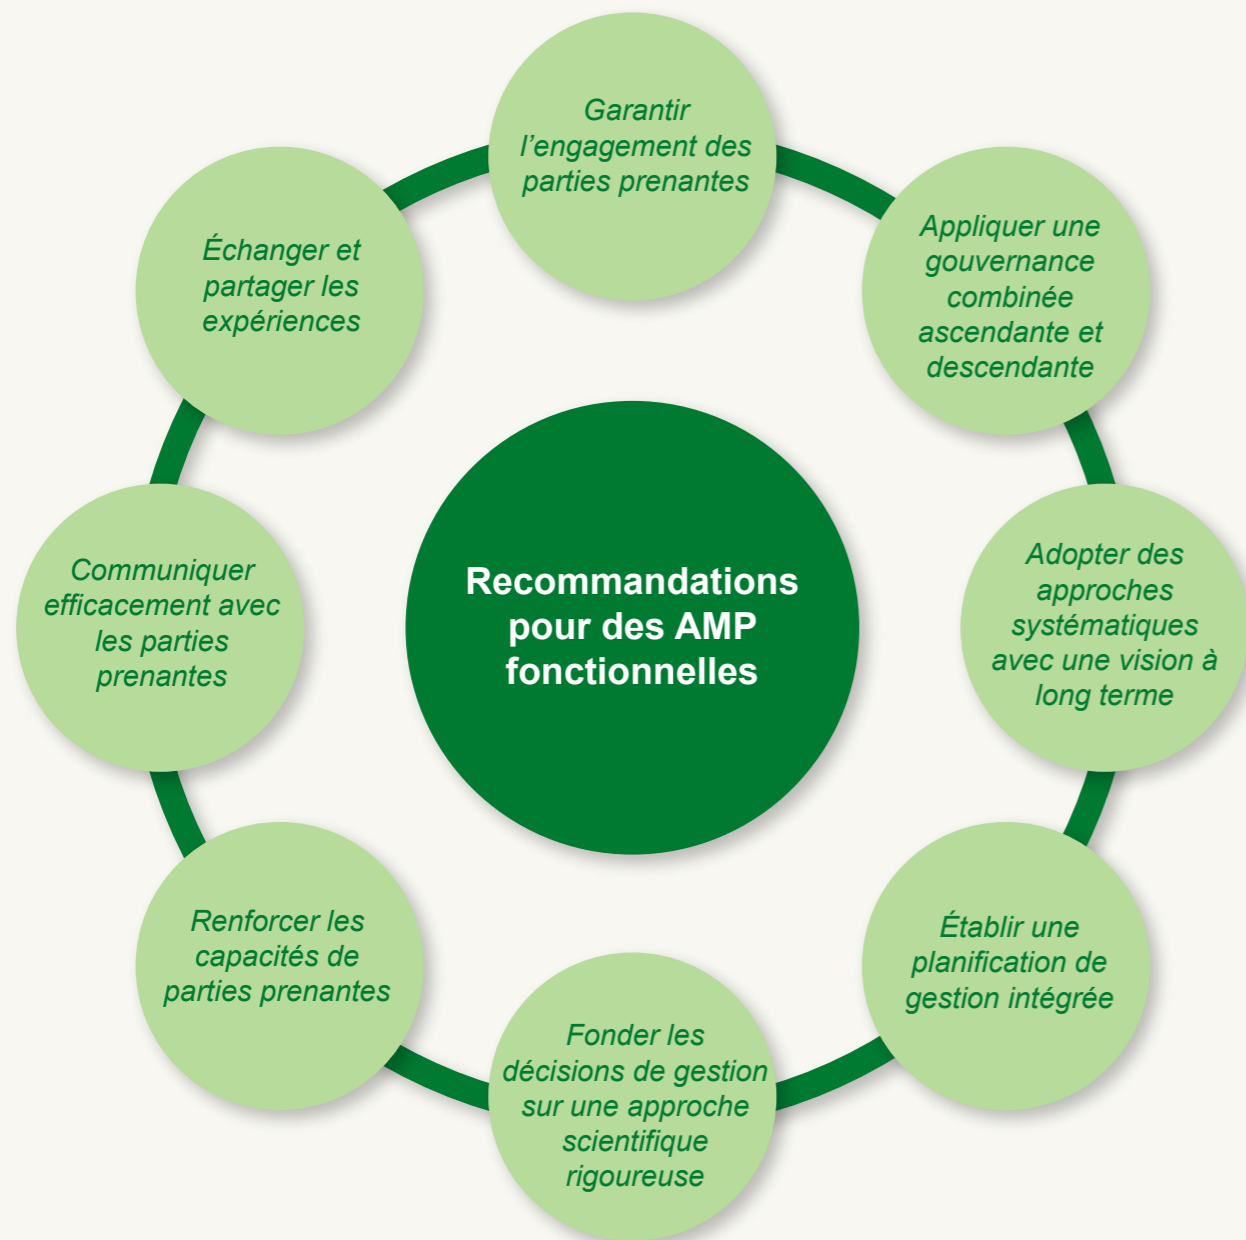 Garantir
l’engagement des
parties prenantes
Appliquer une
gouvernance
combinée
ascendante et
descendante
Adopter des
approches
systématiques
avec une vision à
long terme
Établir une
planification de
gestion intégrée
Fonder les
décisions de gestion
sur une approche
scientifique
rigoureuse
Renforcer les
capacités de
parties prenantes
Communiquer
efficacement avec
les parties
prenantes
Échanger et
partager les
expériences
Recommandations
pour des AMP
fonctionnelles